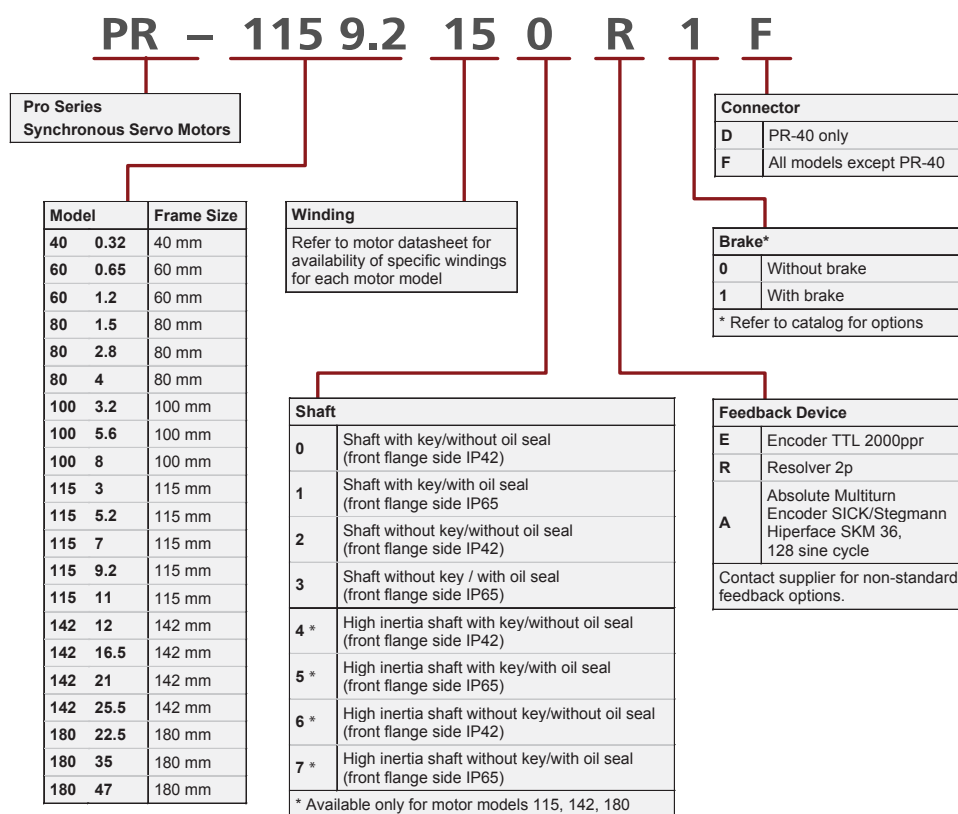 PR – 115 9.2 15 0 R 1 F
Pro Series
Synchronous Servo Motors
Model Frame Size
40 0.32 40 mm
60 0.65 60 mm
60 1.2 60 mm
80 1.5 80 mm
80 2.8 80 mm
80 4 80 mm
100 3.2 100 mm
100 5.6 100 mm
100 8 100 mm
115 3 115 mm
115 5.2 115 mm
115 7 115 mm
115 9.2 115 mm
115 11 115 mm
142 12 142 mm
142 16.5 142 mm
142 21 142 mm
142 25.5 142 mm
180 22.5 180 mm
180 35 180 mm
180 47 180 mm
Winding
Refer to motor datasheet for
availability of specific windings
for each motor model
Shaft
0 Shaft with key/without oil seal
(front flange side IP42)
1 Shaft with key/with oil seal
(front flange side IP65
2 Shaft without key/without oil seal
(front flange side IP42)
3 Shaft without key / with oil seal
(front flange side IP65)
4 * High inertia shaft with key/without oil seal
(front flange side IP42)
5 * High inertia shaft with key/with oil seal
(front flange side IP65)
6 * High inertia shaft without key/without oil seal
(front flange side IP42)
7 * High inertia shaft without key/with oil seal
(front flange side IP65)
* Available only for motor models 115, 142, 180
Connector
D PR-40 only
F All models except PR-40
Brake*
0 Without brake
1 With brake
* Refer to catalog for options
Feedback Device
E Encoder TTL 2000ppr
R Resolver 2p
A Absolute Multiturn
Encoder SICK/Stegmann
Hiperface SKM 36,
128 sine cycle
Contact supplier for non-standard
feedback options.